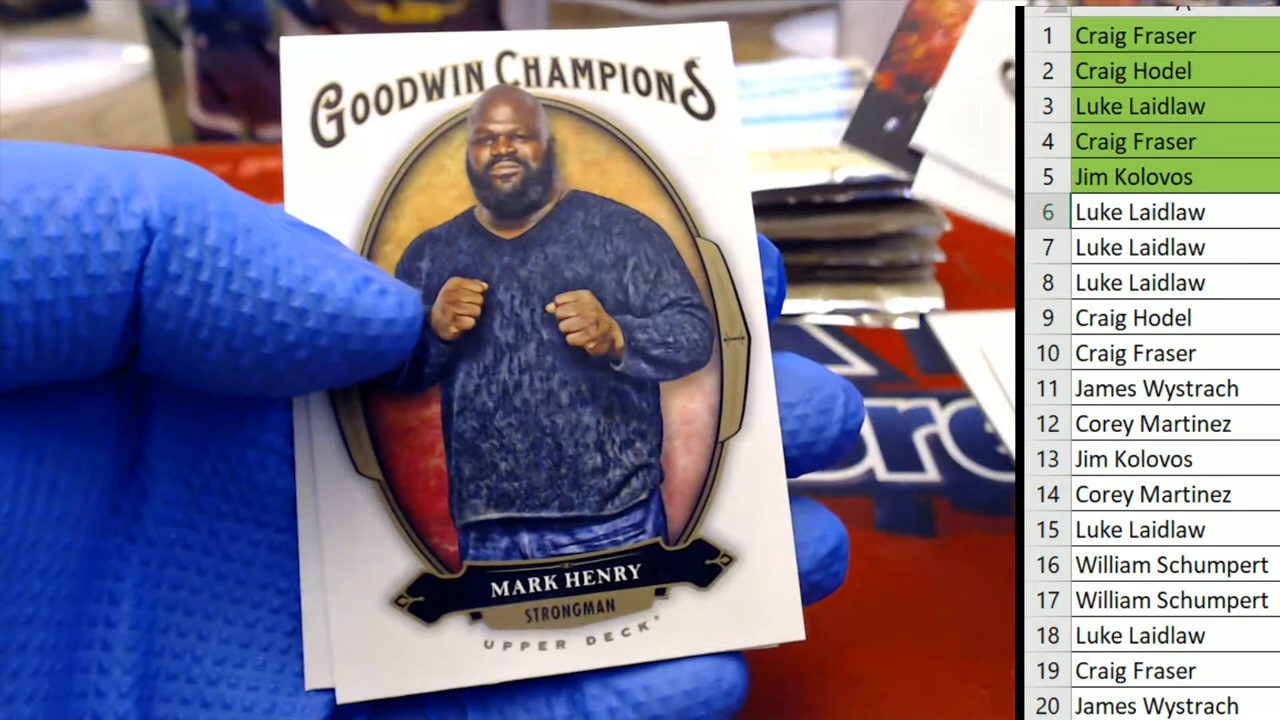 GOODWIN CHAMPIONS
MARK HENRY
STRONGMAN
UPPER DECK
A
1 Craig Fraser
2 Craig Hodel
3 Luke Laidlaw
4 Craig Fraser
5 Jim Kolovos
6 Luke Laidlaw
7 Luke Laidlaw
8 Luke Laidlaw
9 Craig Hodel
10 Craig Fraser
11 James Wystrach
12 Corey Martinez
13 Jim Kolovos
14 Corey Martinez
15 Luke Laidlaw
16 William Schumpert
17 William Schumpert
18 Luke Laidlaw
19 Craig Fraser
20 James Wystrach